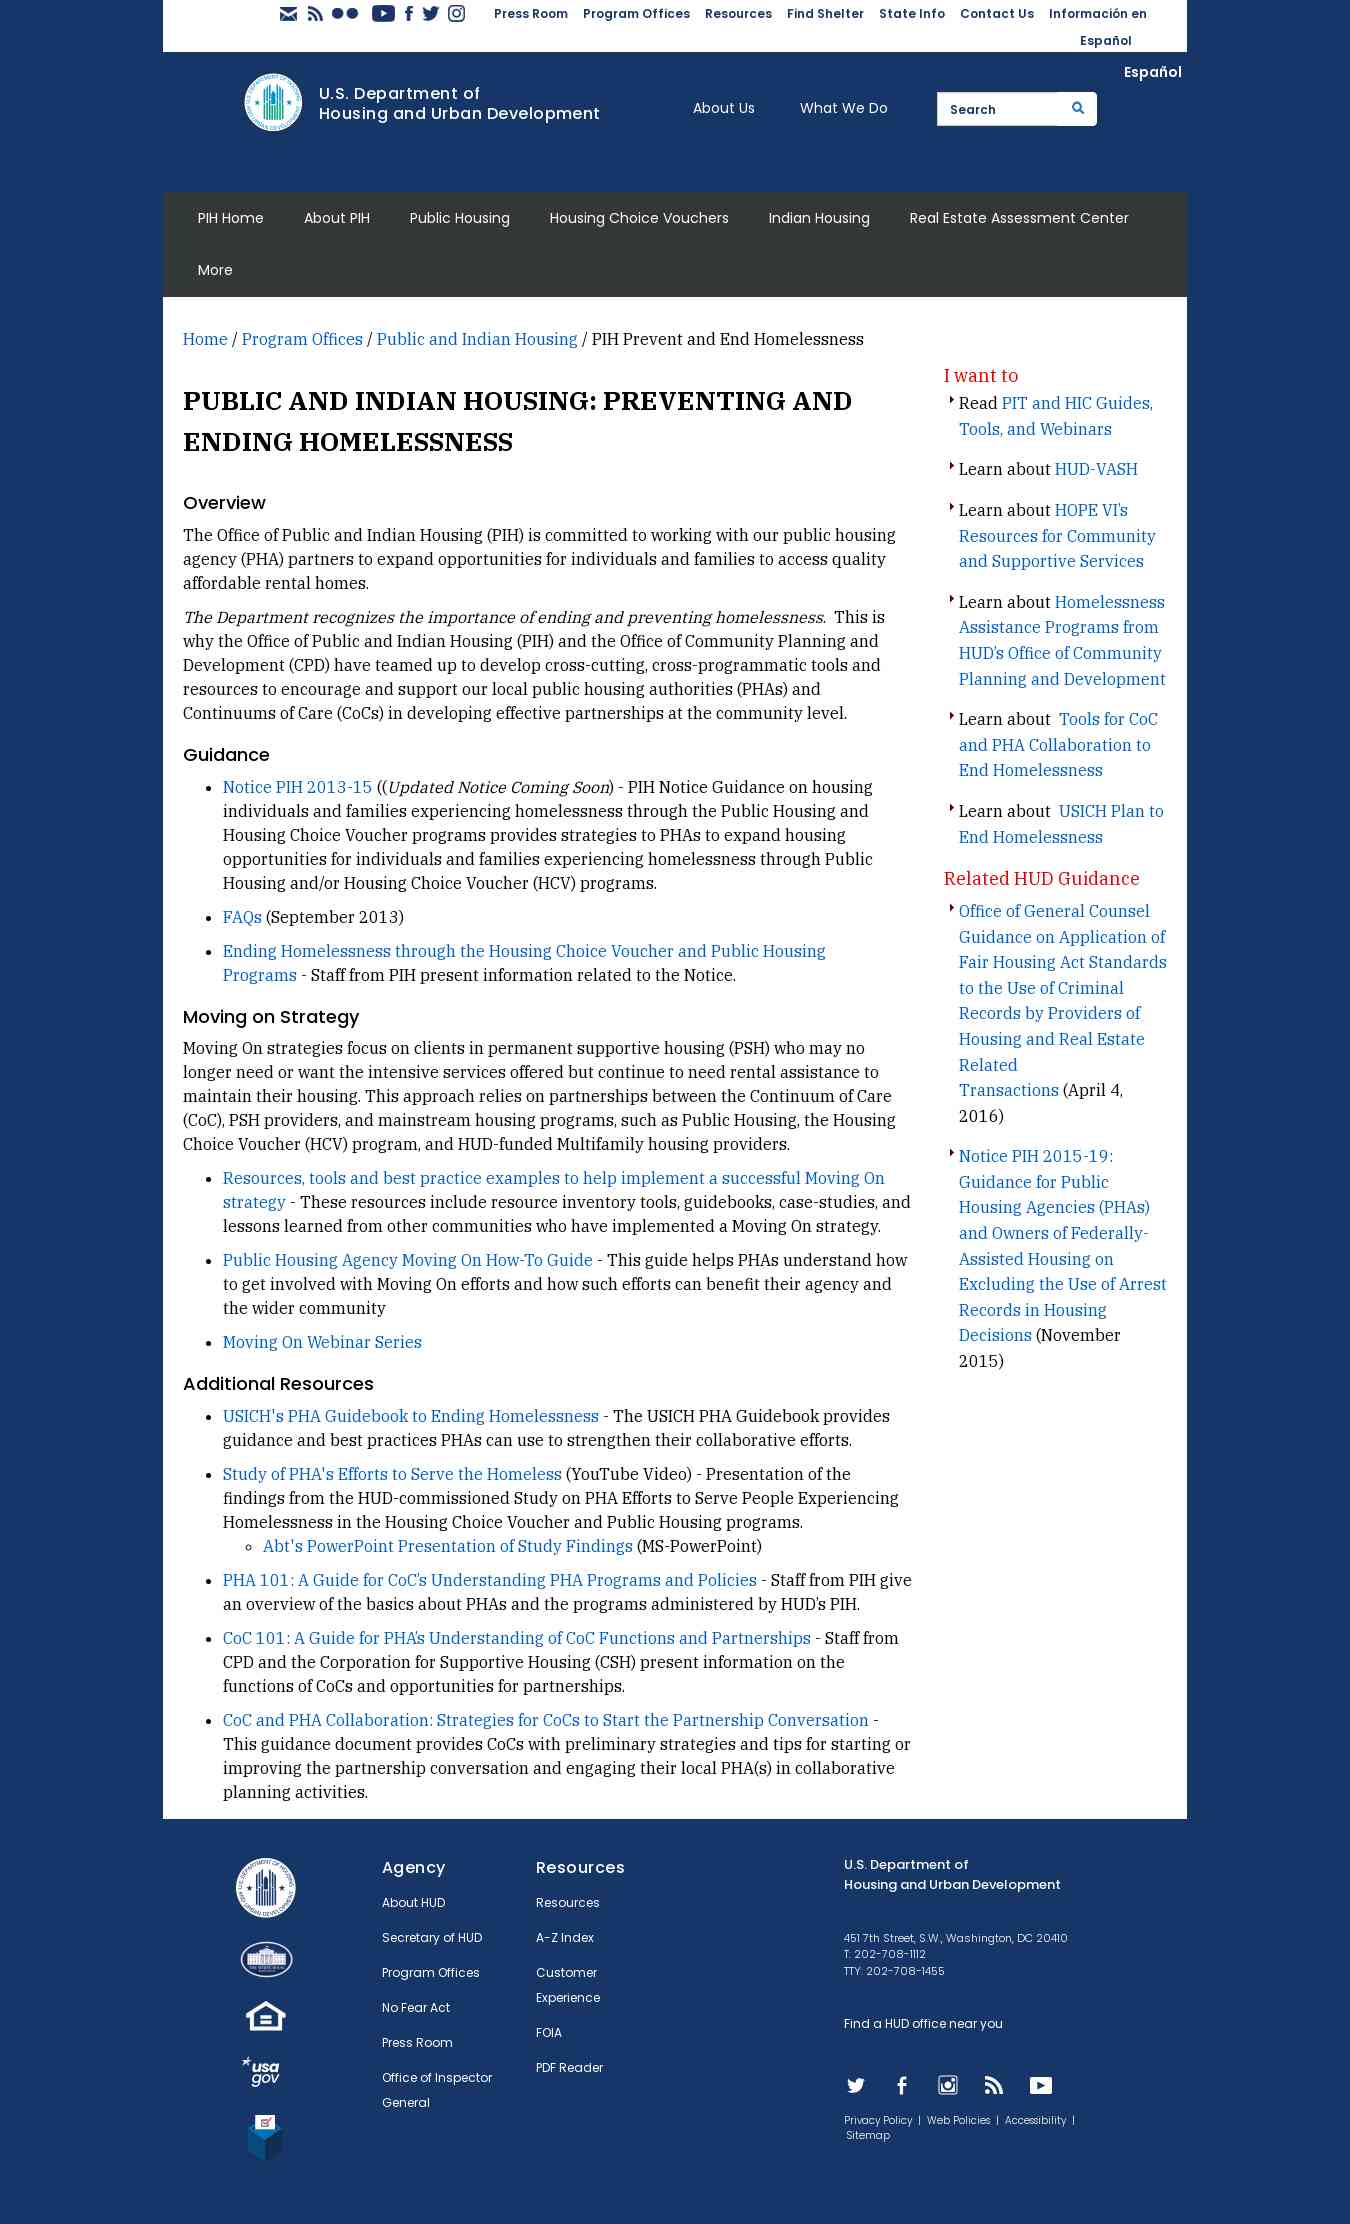 Press Room Program Offices Resources Find Shelter State Info Contact Us Información en
Español
Español
U.S. Department of
Housing and Urban Development
About Us What We Do
Search
PIH Home About PIH Public Housing Housing Choice Vouchers Indian Housing Real Estate Assessment Center
More
Home / Program Offices / Public and Indian Housing / PIH Prevent and End Homelessness
PUBLIC AND INDIAN HOUSING: PREVENTING AND
ENDING HOMELESSNESS
Overview
The Office of Public and Indian Housing (PIH) is committed to working with our public housing
agency (PHA) partners to expand opportunities for individuals and families to access quality
affordable rental homes.
The Department recognizes the importance of ending and preventing homelessness.  This is
why the Office of Public and Indian Housing (PIH) and the Office of Community Planning and
Development (CPD) have teamed up to develop cross-cutting, cross-programmatic tools and
resources to encourage and support our local public housing authorities (PHAs) and
Continuums of Care (CoCs) in developing effective partnerships at the community level.
Guidance
• Notice PIH 2013-15 ((Updated Notice Coming Soon) - PIH Notice Guidance on housing
individuals and families experiencing homelessness through the Public Housing and
Housing Choice Voucher programs provides strategies to PHAs to expand housing
opportunities for individuals and families experiencing homelessness through Public
Housing and/or Housing Choice Voucher (HCV) programs.
• FAQs (September 2013)
• Ending Homelessness through the Housing Choice Voucher and Public Housing
Programs - Staff from PIH present information related to the Notice.
Moving on Strategy
Moving On strategies focus on clients in permanent supportive housing (PSH) who may no
longer need or want the intensive services offered but continue to need rental assistance to
maintain their housing. This approach relies on partnerships between the Continuum of Care
(CoC), PSH providers, and mainstream housing programs, such as Public Housing, the Housing
Choice Voucher (HCV) program, and HUD-funded Multifamily housing providers.
• Resources, tools and best practice examples to help implement a successful Moving On
strategy - These resources include resource inventory tools, guidebooks, case-studies, and
lessons learned from other communities who have implemented a Moving On strategy.
• Public Housing Agency Moving On How-To Guide - This guide helps PHAs understand how
to get involved with Moving On efforts and how such efforts can benefit their agency and
the wider community
• Moving On Webinar Series
Additional Resources
• USICH's PHA Guidebook to Ending Homelessness - The USICH PHA Guidebook provides
guidance and best practices PHAs can use to strengthen their collaborative efforts.
• Study of PHA's Efforts to Serve the Homeless (YouTube Video) - Presentation of the
findings from the HUD-commissioned Study on PHA Efforts to Serve People Experiencing
Homelessness in the Housing Choice Voucher and Public Housing programs.
◦ Abt's PowerPoint Presentation of Study Findings (MS-PowerPoint)
• PHA 101: A Guide for CoC’s Understanding PHA Programs and Policies - Staff from PIH give
an overview of the basics about PHAs and the programs administered by HUD’s PIH.
• CoC 101: A Guide for PHA’s Understanding of CoC Functions and Partnerships - Staff from
CPD and the Corporation for Supportive Housing (CSH) present information on the
functions of CoCs and opportunities for partnerships.
• CoC and PHA Collaboration: Strategies for CoCs to Start the Partnership Conversation -
This guidance document provides CoCs with preliminary strategies and tips for starting or
improving the partnership conversation and engaging their local PHA(s) in collaborative
planning activities.
I want to
Read PIT and HIC Guides,
Tools, and Webinars
Learn about HUD-VASH
Learn about HOPE VI’s
Resources for Community
and Supportive Services
Learn about Homelessness
Assistance Programs from
HUD’s Office of Community
Planning and Development
Learn about  Tools for CoC
and PHA Collaboration to
End Homelessness
Learn about  USICH Plan to
End Homelessness
Related HUD Guidance
Office of General Counsel
Guidance on Application of
Fair Housing Act Standards
to the Use of Criminal
Records by Providers of
Housing and Real Estate
Related
Transactions (April 4,
2016)
Notice PIH 2015-19:
Guidance for Public
Housing Agencies (PHAs)
and Owners of Federally-
Assisted Housing on
Excluding the Use of Arrest
Records in Housing
Decisions (November
2015)
usa
gov
Agency
About HUD
Secretary of HUD
Program Offices
No Fear Act
Press Room
Office of Inspector
General
Resources
Resources
A-Z Index
Customer
Experience
FOIA
PDF Reader
U.S. Department of
Housing and Urban Development
451 7th Street, S.W., Washington, DC 20410
T: 202-708-1112
TTY: 202-708-1455
Find a HUD office near you
Privacy Policy | Web Policies | Accessibility |
Sitemap